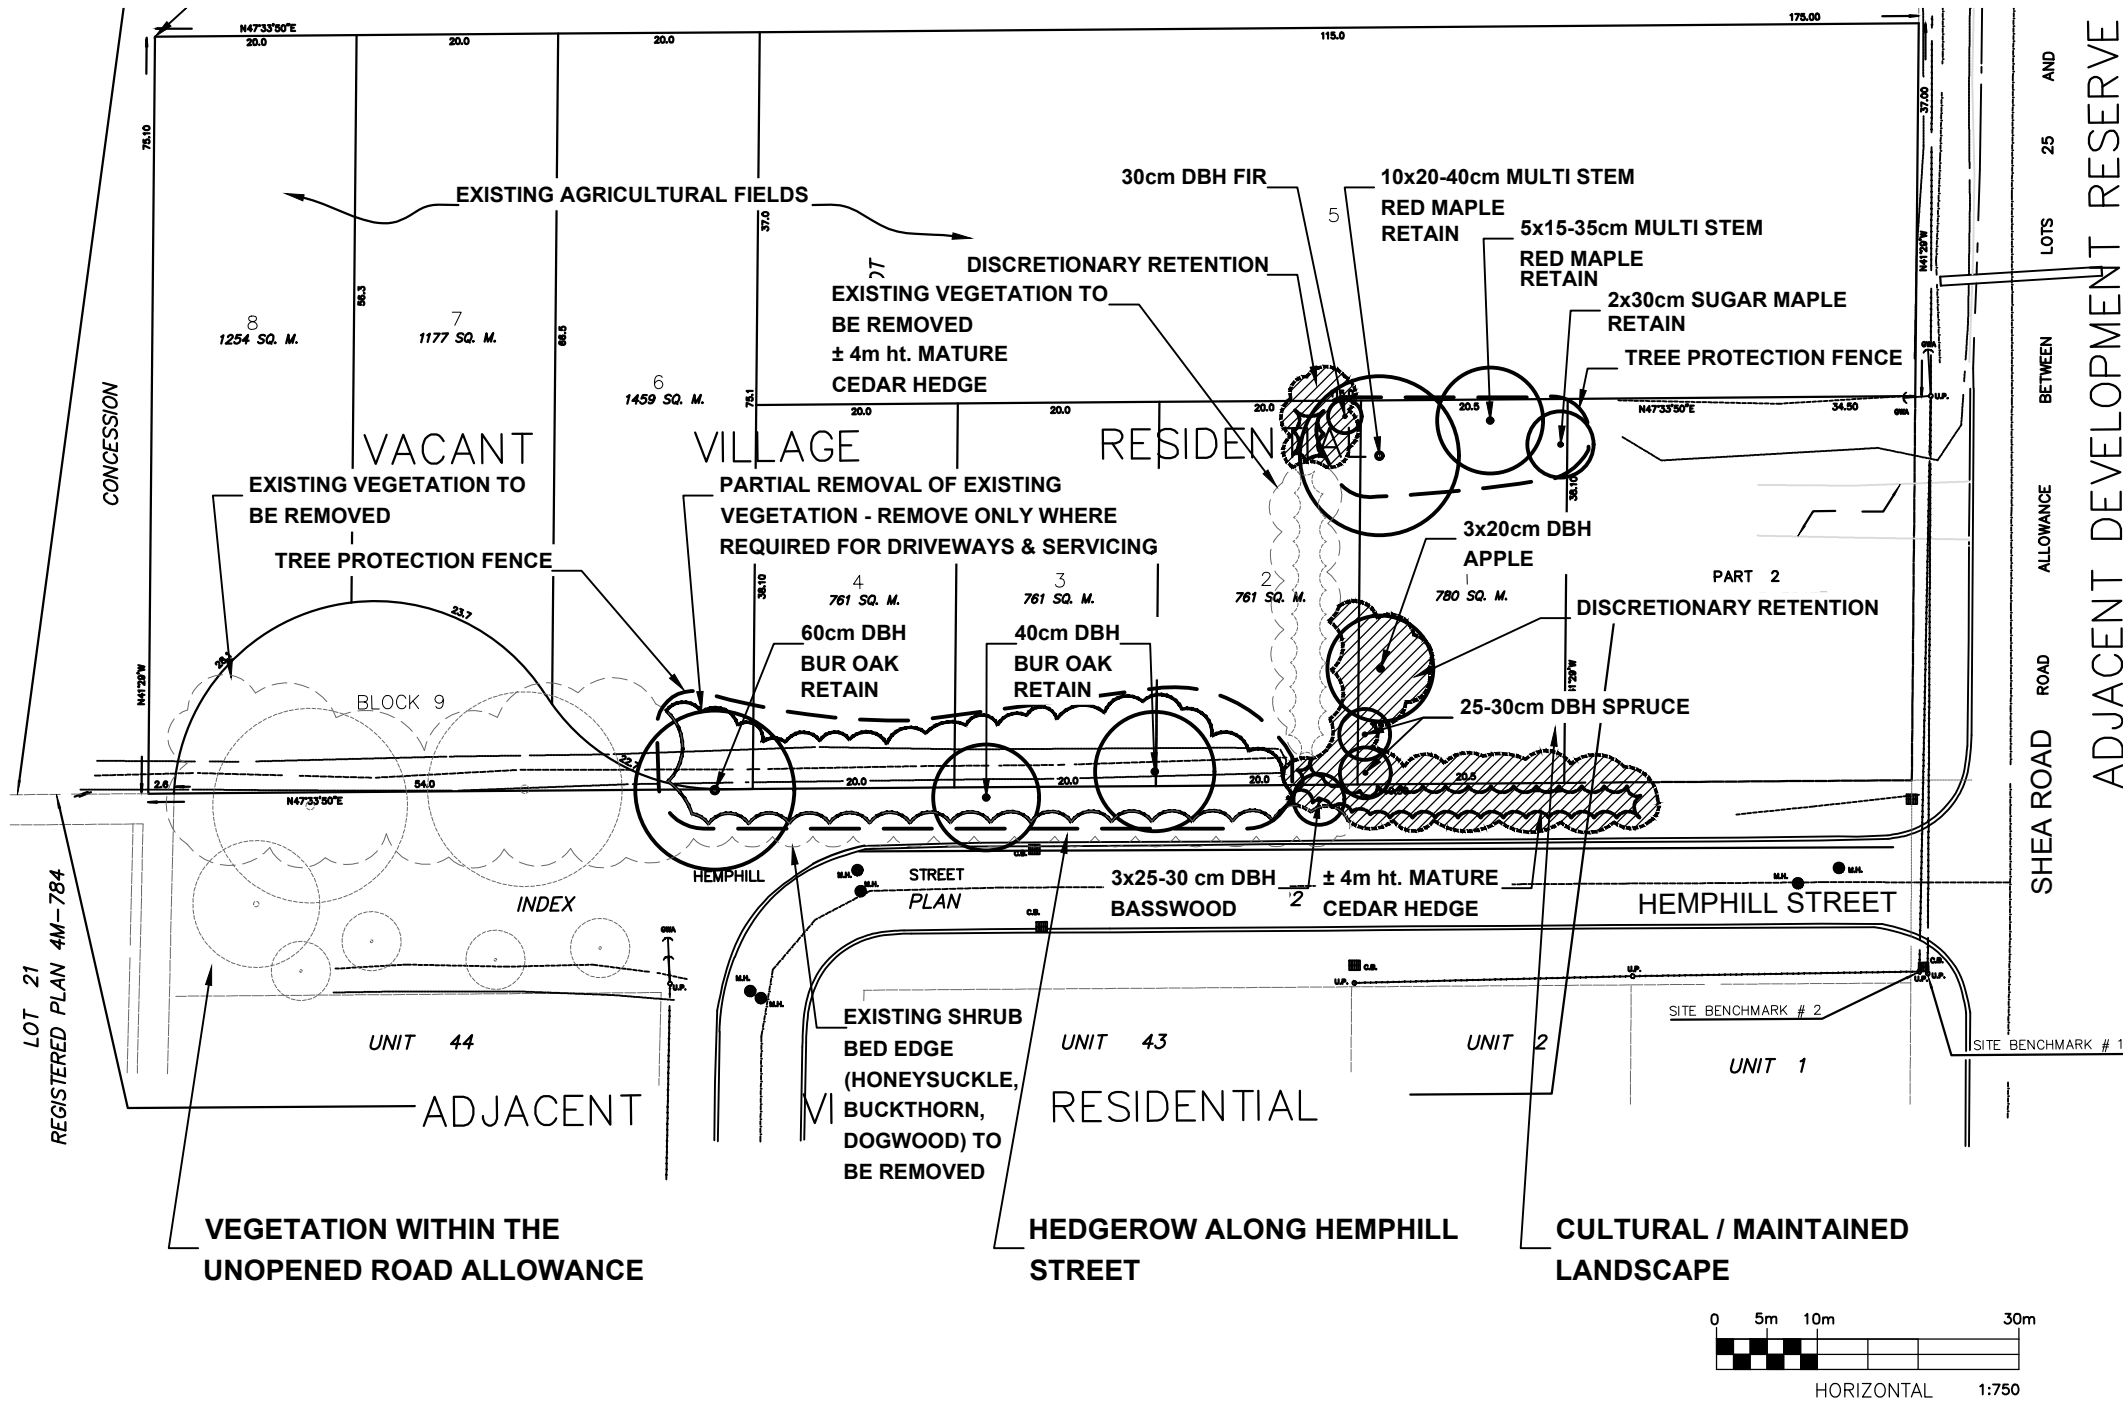 N47°33'50"E
20.0
20.0
20.0
115.0
175.00
75.10
37.00
37.0
56.3
66.5
75.1
EXISTING AGRICULTURAL FIELDS
30cm DBH FIR
10x20-40cm MULTI STEM
RED MAPLE
RETAIN
5
5x15-35cm MULTI STEM
RED MAPLE
RETAIN
DISCRETIONARY RETENTION
EXISTING VEGETATION TO
BE REMOVED
± 4m ht. MATURE
CEDAR HEDGE
2x30cm SUGAR MAPLE
RETAIN
TREE PROTECTION FENCE
N41°29'W
8
1254 SQ. M.
7
1177 SQ. M.
6
1459 SQ. M.
20.0
20.0
20.0
20.5
N47°33'50"E
34.50
GWA
GWA
U.P.
CONCESSION
VACANT VILLAGE RESIDENTIAL
EXISTING VEGETATION TO
BE REMOVED
PARTIAL REMOVAL OF EXISTING
VEGETATION - REMOVE ONLY WHERE
REQUIRED FOR DRIVEWAYS & SERVICING
TREE PROTECTION FENCE
38.10
38.10
3x20cm DBH
APPLE
4
761 SQ. M.
3
761 SQ. M.
2
761 SQ. M.
780 SQ. M.
PART 2
DISCRETIONARY RETENTION
23.7
60cm DBH
BUR OAK
RETAIN
40cm DBH
BUR OAK
RETAIN
N41°29'W
BLOCK 9
25-30cm DBH SPRUCE
2.6
54.0
N47°33'50"E
20.0
20.0
20.0
20.5
HEMPHILL
STREET
PLAN
INDEX
C.B.
M.H.
M.H.
3x25-30 cm DBH
BASSWOOD
± 4m ht. MATURE
CEDAR HEDGE
M.H.
M.H.
HEMPHILL STREET
C.B.
GWA
U.P.
M.H.
M.H.
C.B.
U.P.
U.P.
C.B.
U.P.
U.P.
SITE BENCHMARK # 2
SITE BENCHMARK # 1
EXISTING SHRUB
BED EDGE
(HONEYSUCKLE,
BUCKTHORN,
DOGWOOD) TO
BE REMOVED
UNIT 44
UNIT 43
UNIT 2
UNIT 1
ADJACENT
RESIDENTIAL
LOT 21
REGISTERED PLAN 4M-784
VEGETATION WITHIN THE
UNOPENED ROAD ALLOWANCE
HEDGEROW ALONG HEMPHILL
STREET
CULTURAL / MAINTAINED
LANDSCAPE
SHEA ROAD
ROAD ALLOWANCE BETWEEN LOTS 25 AND
ADJACENT DEVELOPMENT RESERVE
0 5m 10m 30m
HORIZONTAL 1:750